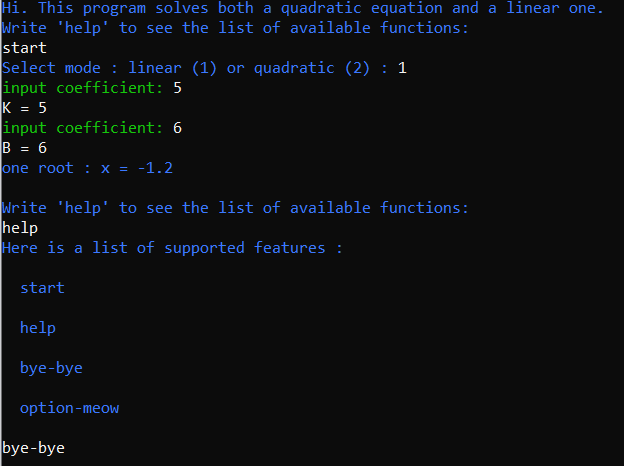 Hi. This program solves both a quadratic equation and a linear one.
Write 'help' to see the list of available functions:
start
Select mode : linear (1) or quadratic (2) : 1
input coefficient: 5
K = 5
input coefficient: 6
B = 6
one root : x = -1.2
Write 'help' to see the list of available functions:
help
Here is a list of supported features :
start
help
bye-bye
option-meow
bye-bye